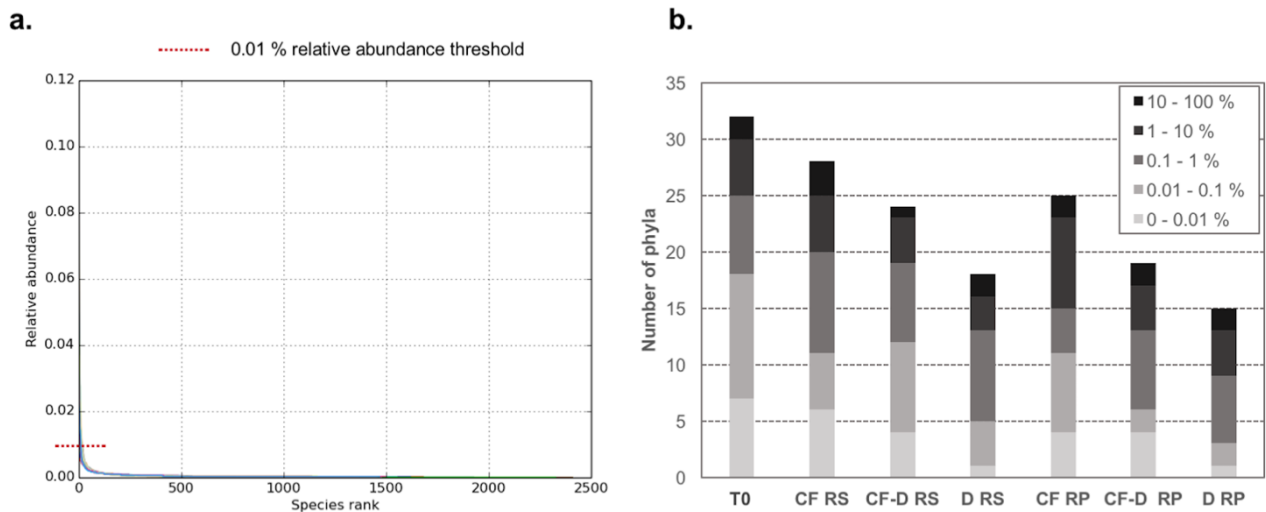 a.
0.01 % relative abundance threshold
0.12
0.10
0.08
0.06
0.04
0.02
0.00
Relative abundance
0 500 1000 1500 2000 2500
Species rank
b.
35
30
25
20
15
10
5
0
Number of phyla
10 - 100 %
1 - 10 %
0.1 - 1 %
0.01 - 0.1 %
0 - 0.01 %
T0 CF RS CF-D RS D RS CF RP CF-D RP D RP